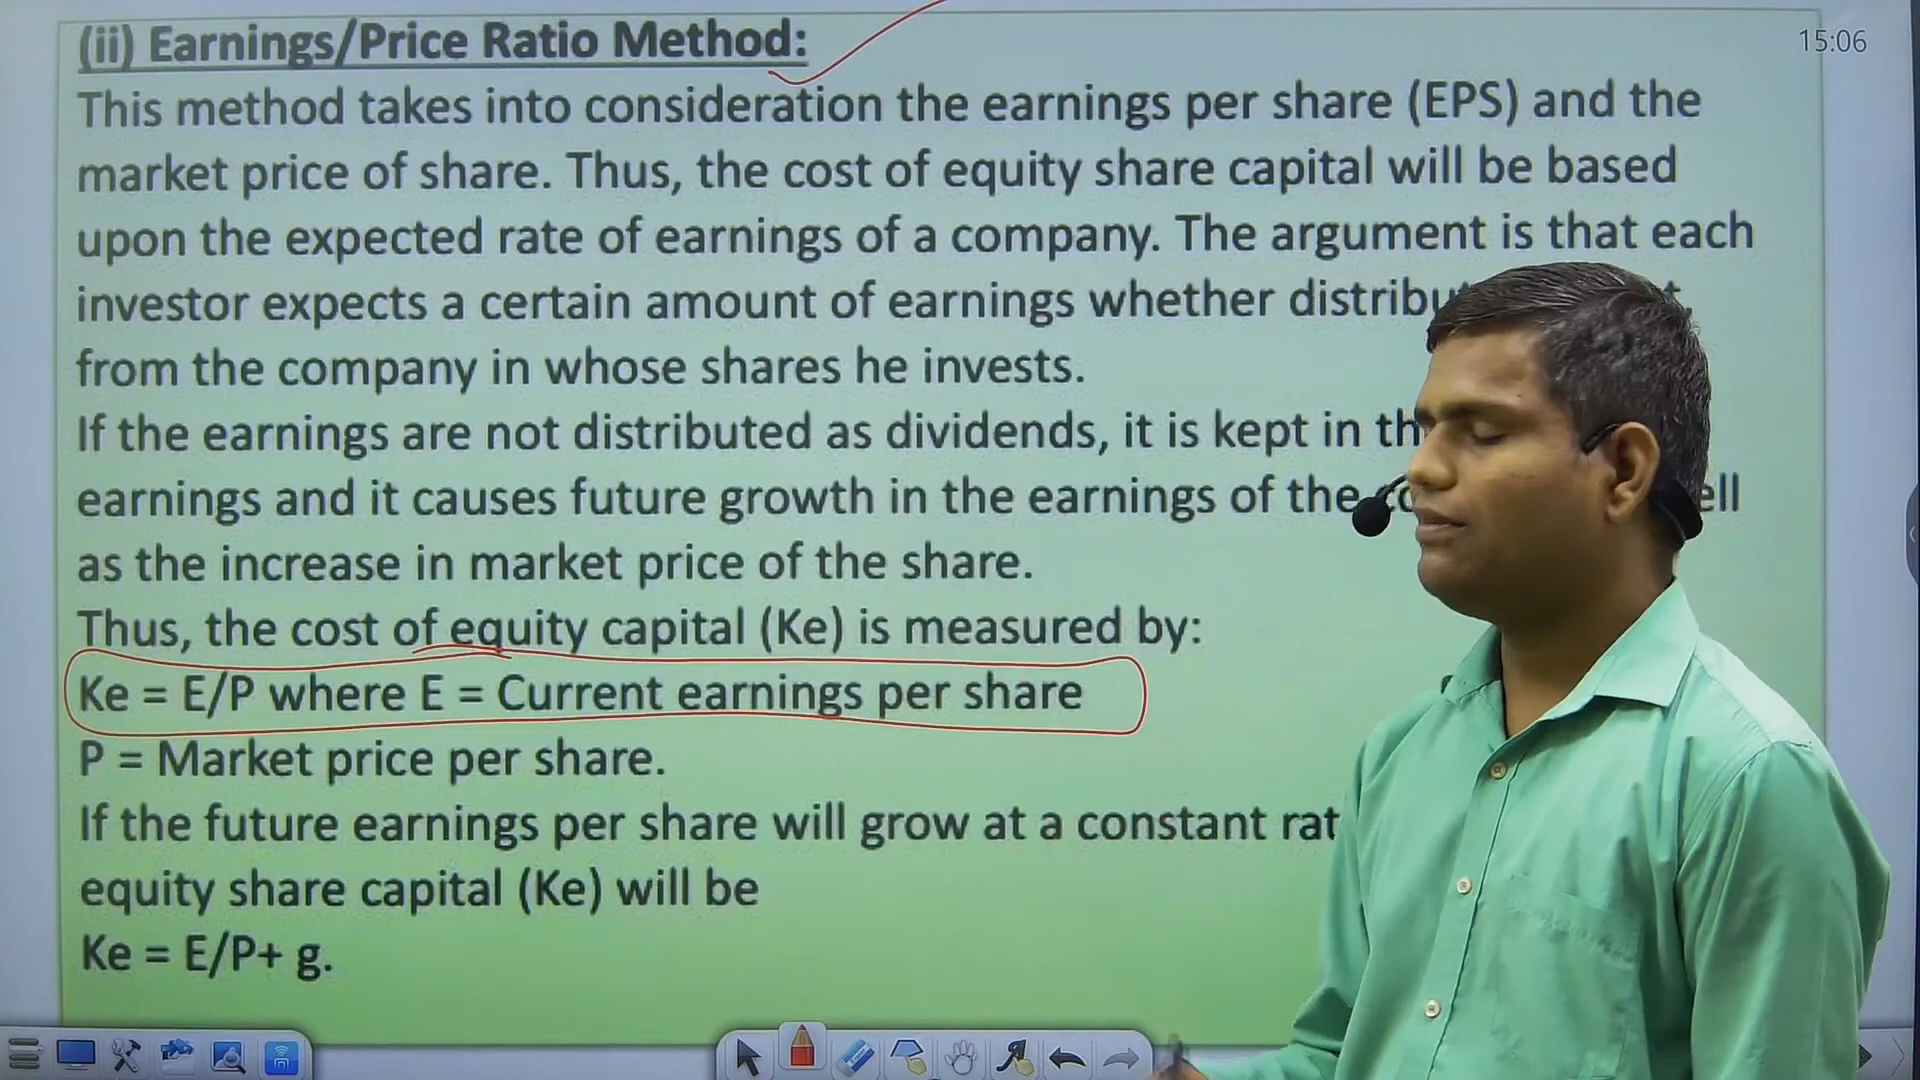 (ii) Earnings/Price Ratio Method:
15:06
This method takes into consideration the earnings per share (EPS) and the
market price of share. Thus, the cost of equity share capital will be based
upon the expected rate of earnings of a company. The argument is that each
investor expects a certain amount of earnings whether
from the company in whose shares he invests.
If the earnings are not distributed as dividends, it is kept in
earnings and it causes future growth in the earnings of the
as the increase in market price of the share.
Thus, the cost of equity capital (Ke) is measured by:
Ke = E/P where E = Current earnings per share
P = Market price per share.
If the future earnings per share will grow at a constant
equity share capital (Ke) will be
Ke = E/P+ g.